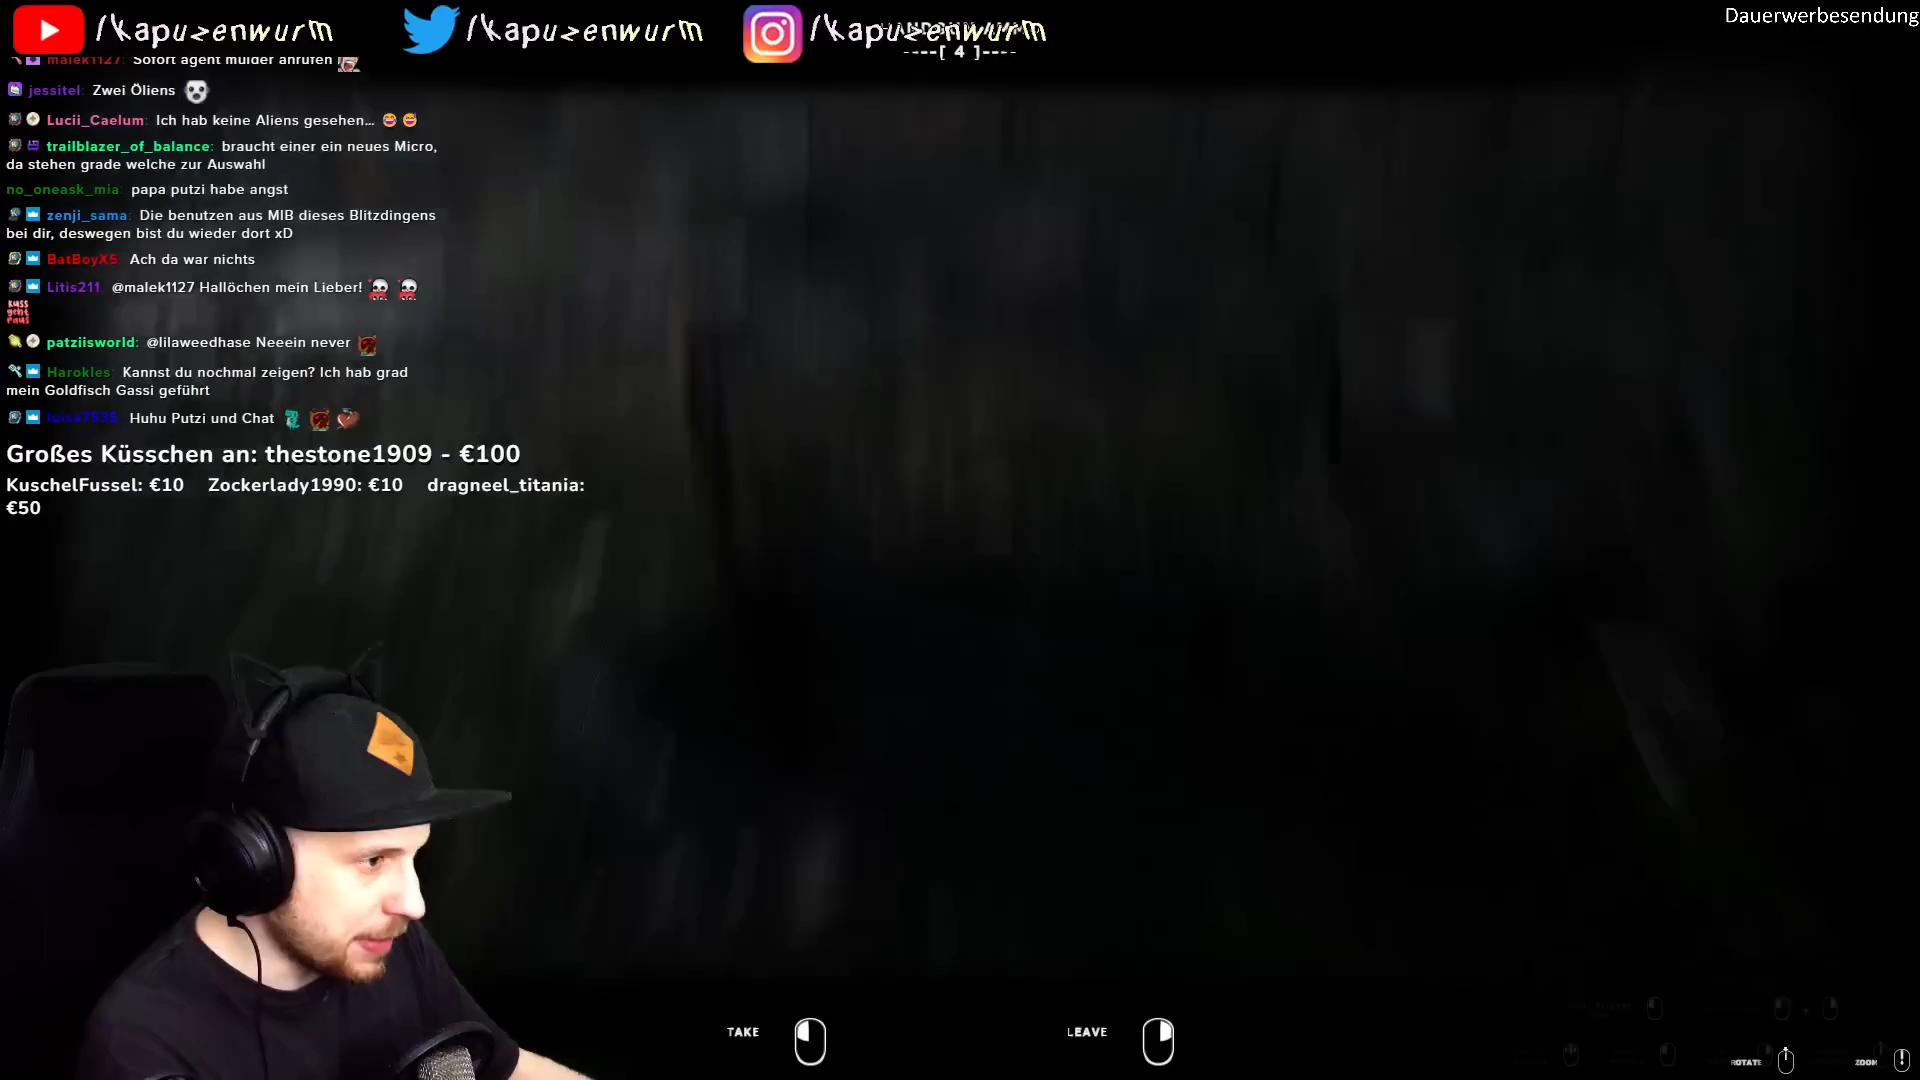 /kapuzenwurm
/kapuzenwurm
/kapuzenwurm
----[ 4 ]----
Dauerwerbesendung
malek1127: Sofort agent mulder anrufen
jessitel: Zwei Öliens
Lucii_Caelum: Ich hab keine Aliens gesehen...
trailblazer_of_balance: braucht einer ein neues Micro,
da stehen grade welche zur Auswahl
no_oneask_mia: papa putzi habe angst
zenji_sama: Die benutzen aus MIB dieses Blitzdingens
bei dir, deswegen bist du wieder dort xD
BatBoyX5: Ach da war nichts
Litis211: @malek1127 Hallöchen mein Lieber!
kuss
geht
raus
patziisworld: @lilaweedhase Neeein never
Harokles: Kannst du nochmal zeigen? Ich hab grad
mein Goldfisch Gassi geführt
luisa7535: Huhu Putzi und Chat
Großes Küsschen an: thestone1909 - €100
KuschelFussel: €10 Zockerlady1990: €10 dragneel_titania:
€50
TAKE
LEAVE
ROTATE
ZOOM